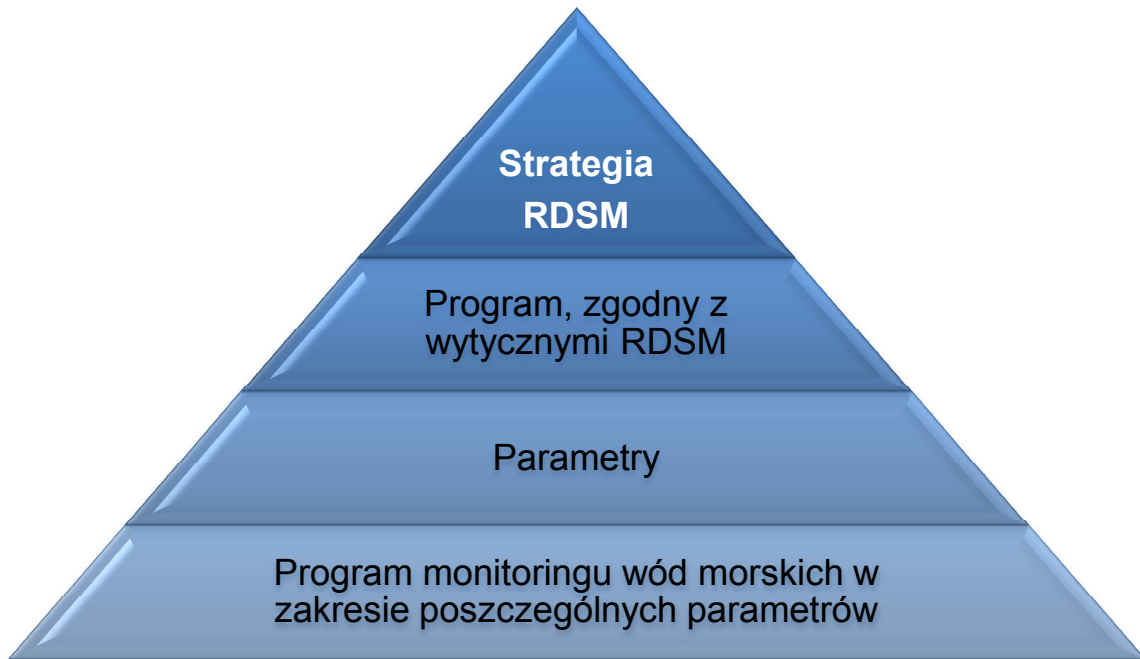 Strategia
RDSM
Program, zgodny z
wytycznymi RDSM
Parametry
Program monitoringu wód morskich w
zakresie poszczególnych parametrów